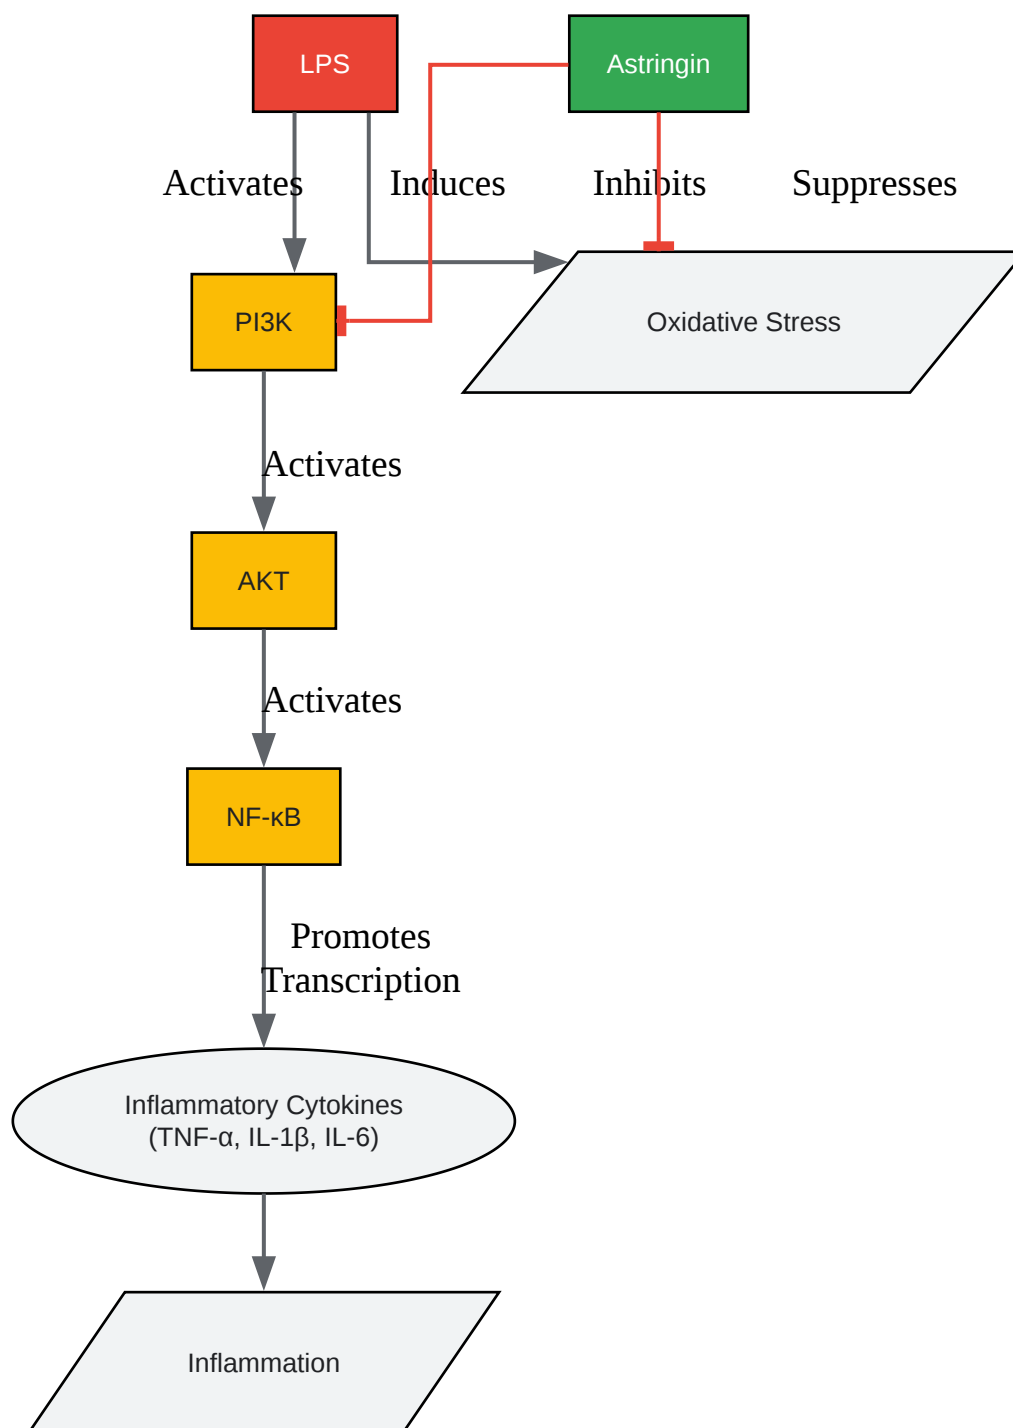 LPS
Astringin
Activates
Induces
Inhibits
Suppresses
PI3K
Oxidative Stress
Activates
AKT
Activates
NF-κB
Promotes
Transcription
Inflammatory Cytokines
(TNF-α, IL-1β, IL-6)
Inflammation